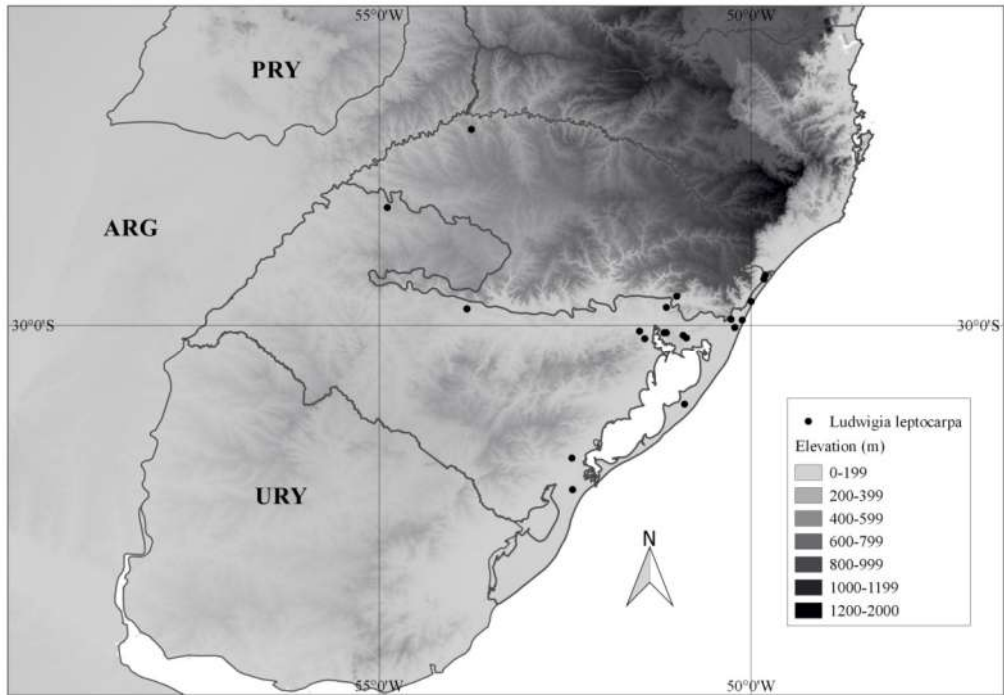 55°0'W
50°0'W
PRY
ARG
30°0'S
30°0'S
URY
N
Ludwigia leptocarpa
Elevation (m)
0-199
200-399
400-599
600-799
800-999
1000-1199
1200-2000
55°0'W
50°0'W